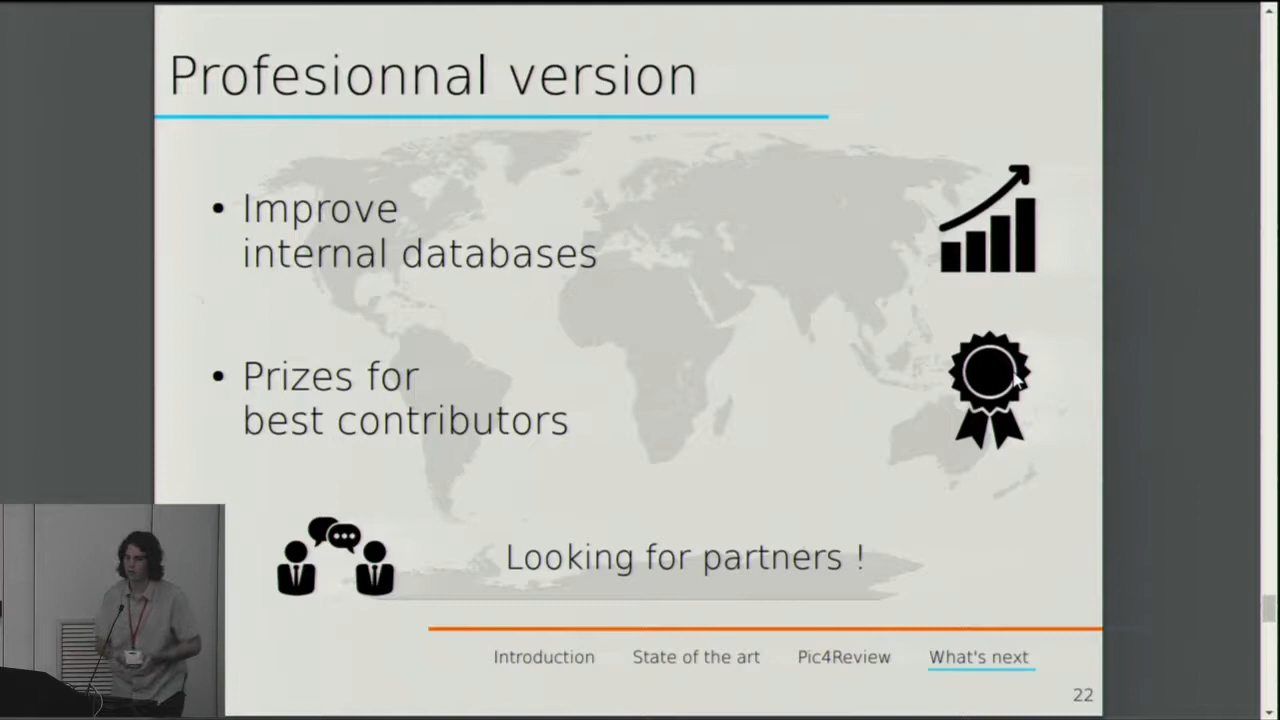 Profesionnal version
• Improve
internal databases
• Prizes for
best contributors
Looking for partners !
Introduction State of the art Pic4Review What's next
22